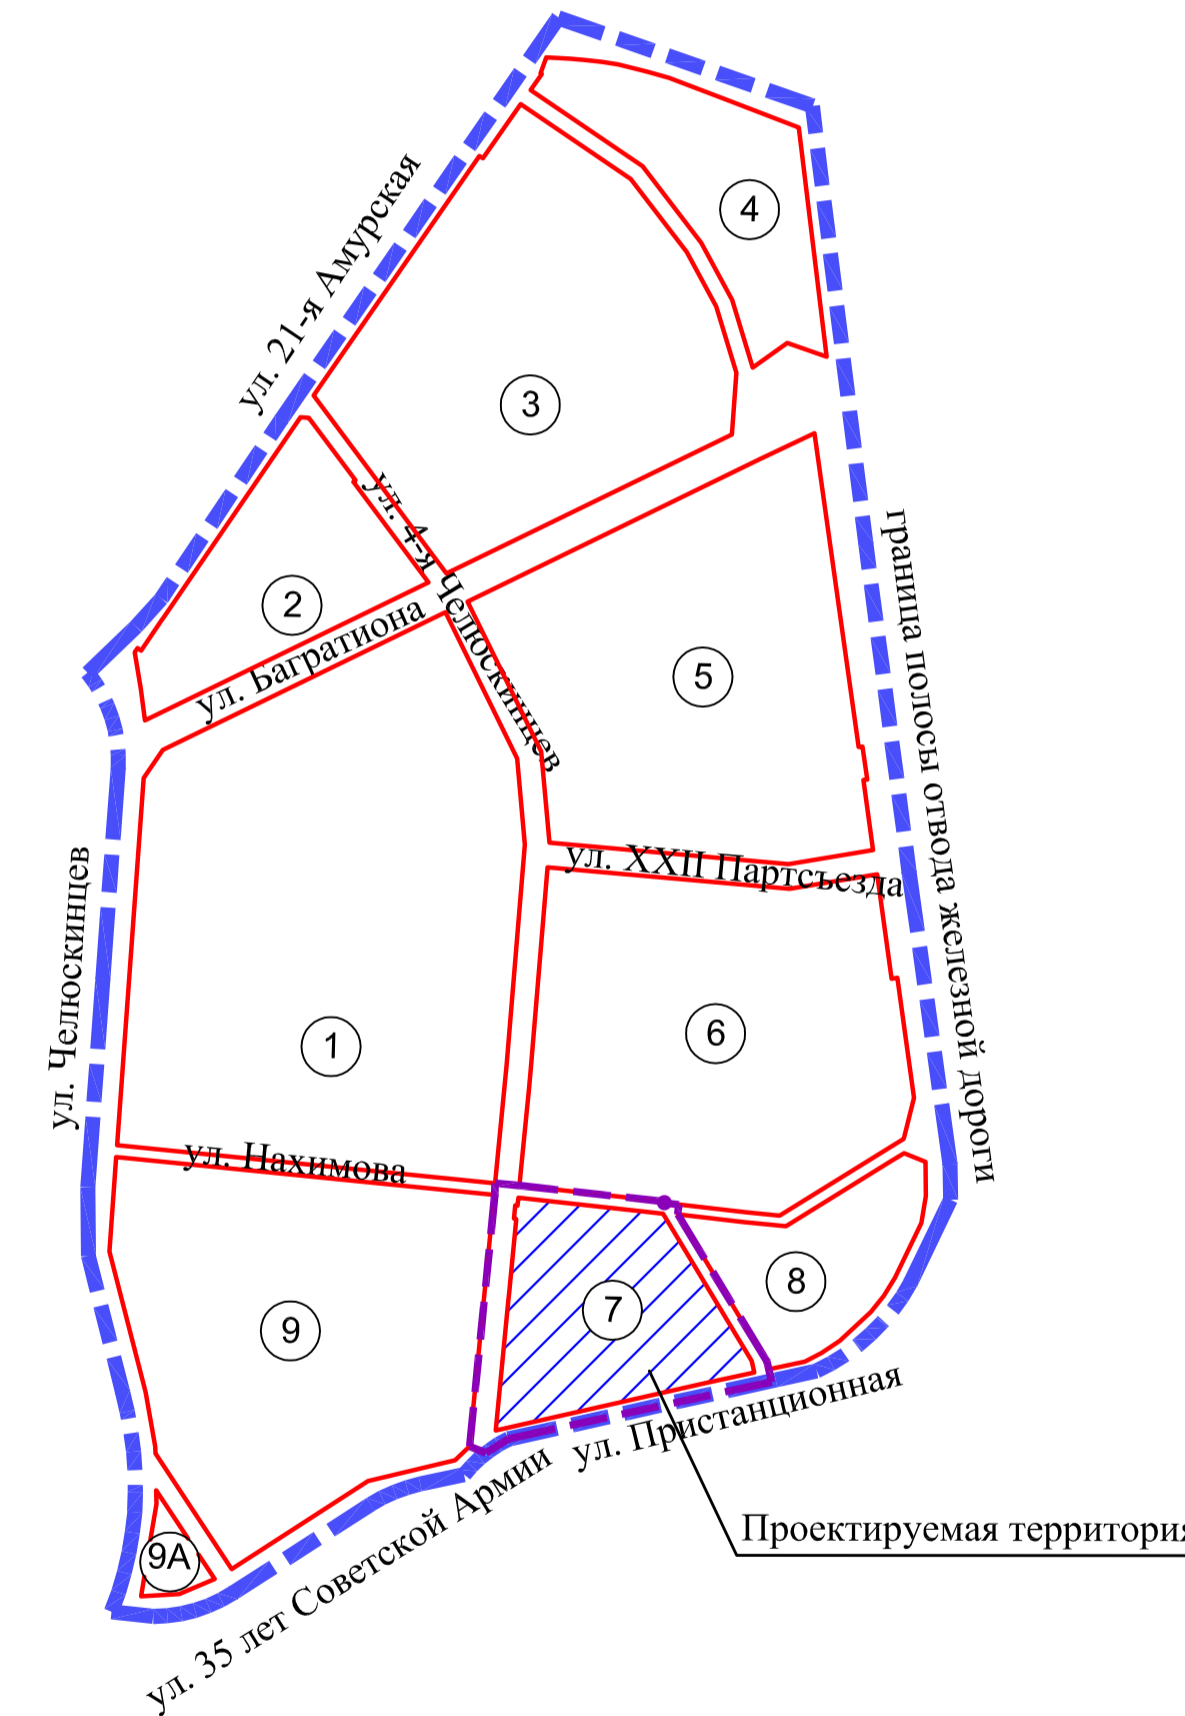 4
ул. 21-я Амурская
3
ул. 4-я Челюскинцев
2
ул. Багратиона
5
граница полосы отвода железной дороги
ул. XXII Партсъезда
ул. Челюскинцев
6
1
ул. Нахимова
8
7
9
ул. Пристанционная
ул. 35 лет Советской Армии
Проектируемая территория
9А